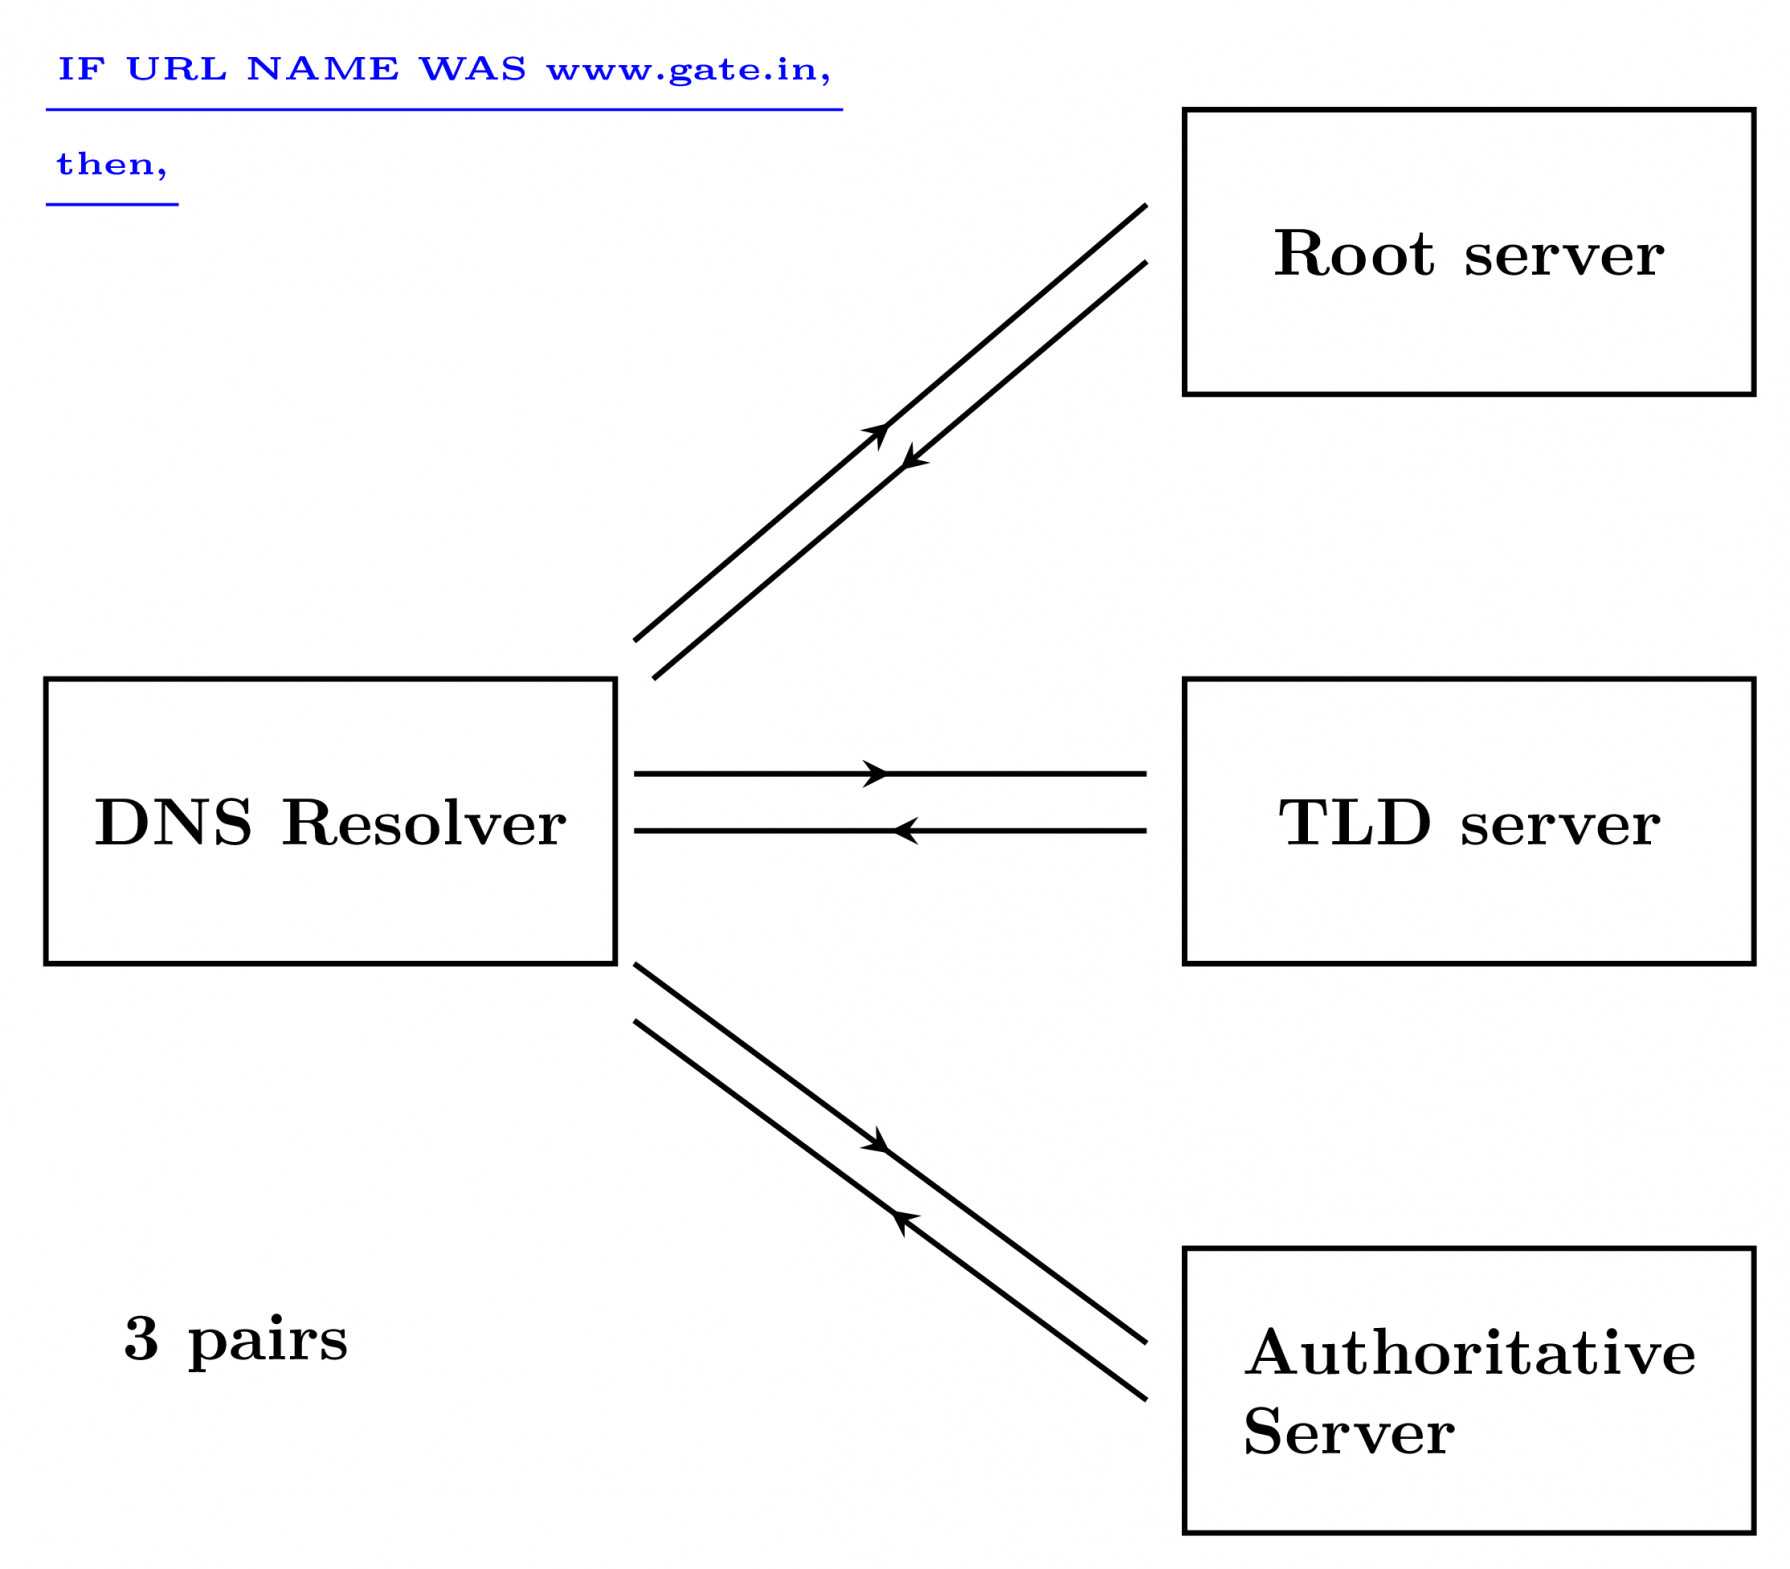 IF URL NAME WAS www.gate.in,
then,
Root server
DNS Resolver
TLD server
3 pairs
Authoritative
Server